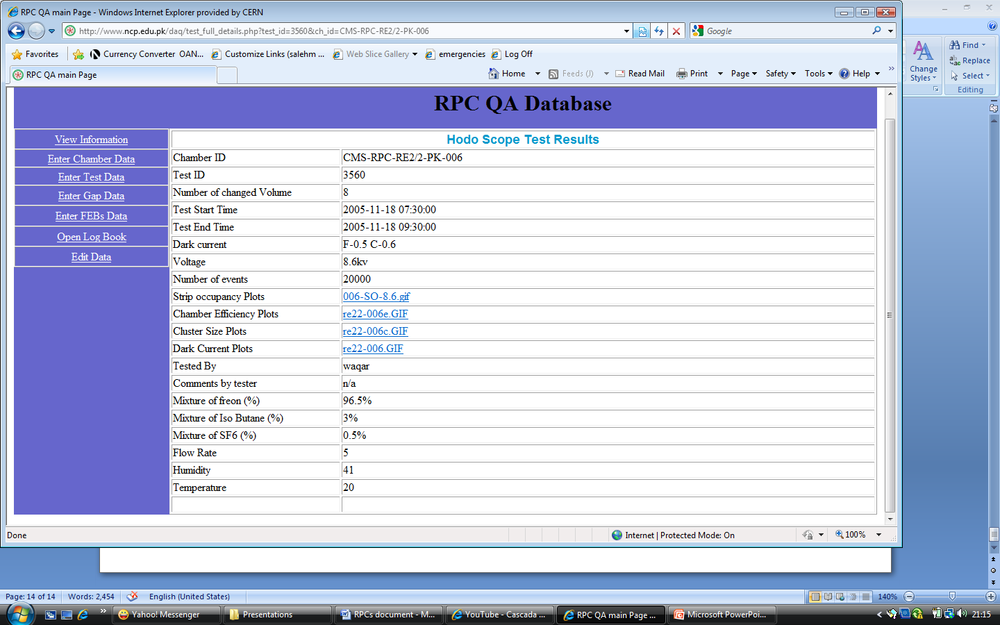 RPC QA main Page - Windows Internet Explorer provided by CERN
http://www.ncp.edu.pk/daq/test_full_details.php?test_id=3560&ch_id=CMS-RPC-RE2/2-PK-006
Google
Favorites
Currency Converter OAN...
Customize Links (salehm ...
Web Slice Gallery
emergencies
Log Off
RPC QA main Page
Home
Feeds (J)
Read Mail
Print
Page
Safety
Tools
Help
»
Find
Replace
Select
Change
Styles
Editing
RPC QA Database
View Information
Enter Chamber Data
Enter Test Data
Enter Gap Data
Enter FEBs Data
Open Log Book
Edit Data
Hodo Scope Test Results
Chamber ID CMS-RPC-RE2/2-PK-006
Test ID 3560
Number of changed Volume 8
Test Start Time 2005-11-18 07:30:00
Test End Time 2005-11-18 09:30:00
Dark current F-0.5 C-0.6
Voltage 8.6kv
Number of events 20000
Strip occupancy Plots 006-SO-8.6.gif
Chamber Efficiency Plots re22-006e.GIF
Cluster Size Plots re22-006c.GIF
Dark Current Plots re22-006.GIF
Tested By waqar
Comments by tester n/a
Mixture of freon (%) 96.5%
Mixture of Iso Butane (%) 3%
Mixture of SF6 (%) 0.5%
Flow Rate 5
Humidity 41
Temperature 20
Done
Internet | Protected Mode: On
100%
Page: 14 of 14
Words: 2,454
English (United States)
140%
»
Yahoo! Messenger
Presentations
RPCs document - M...
YouTube - Cascada ...
RPC QA main Page ...
Microsoft PowerPoi...
21:15